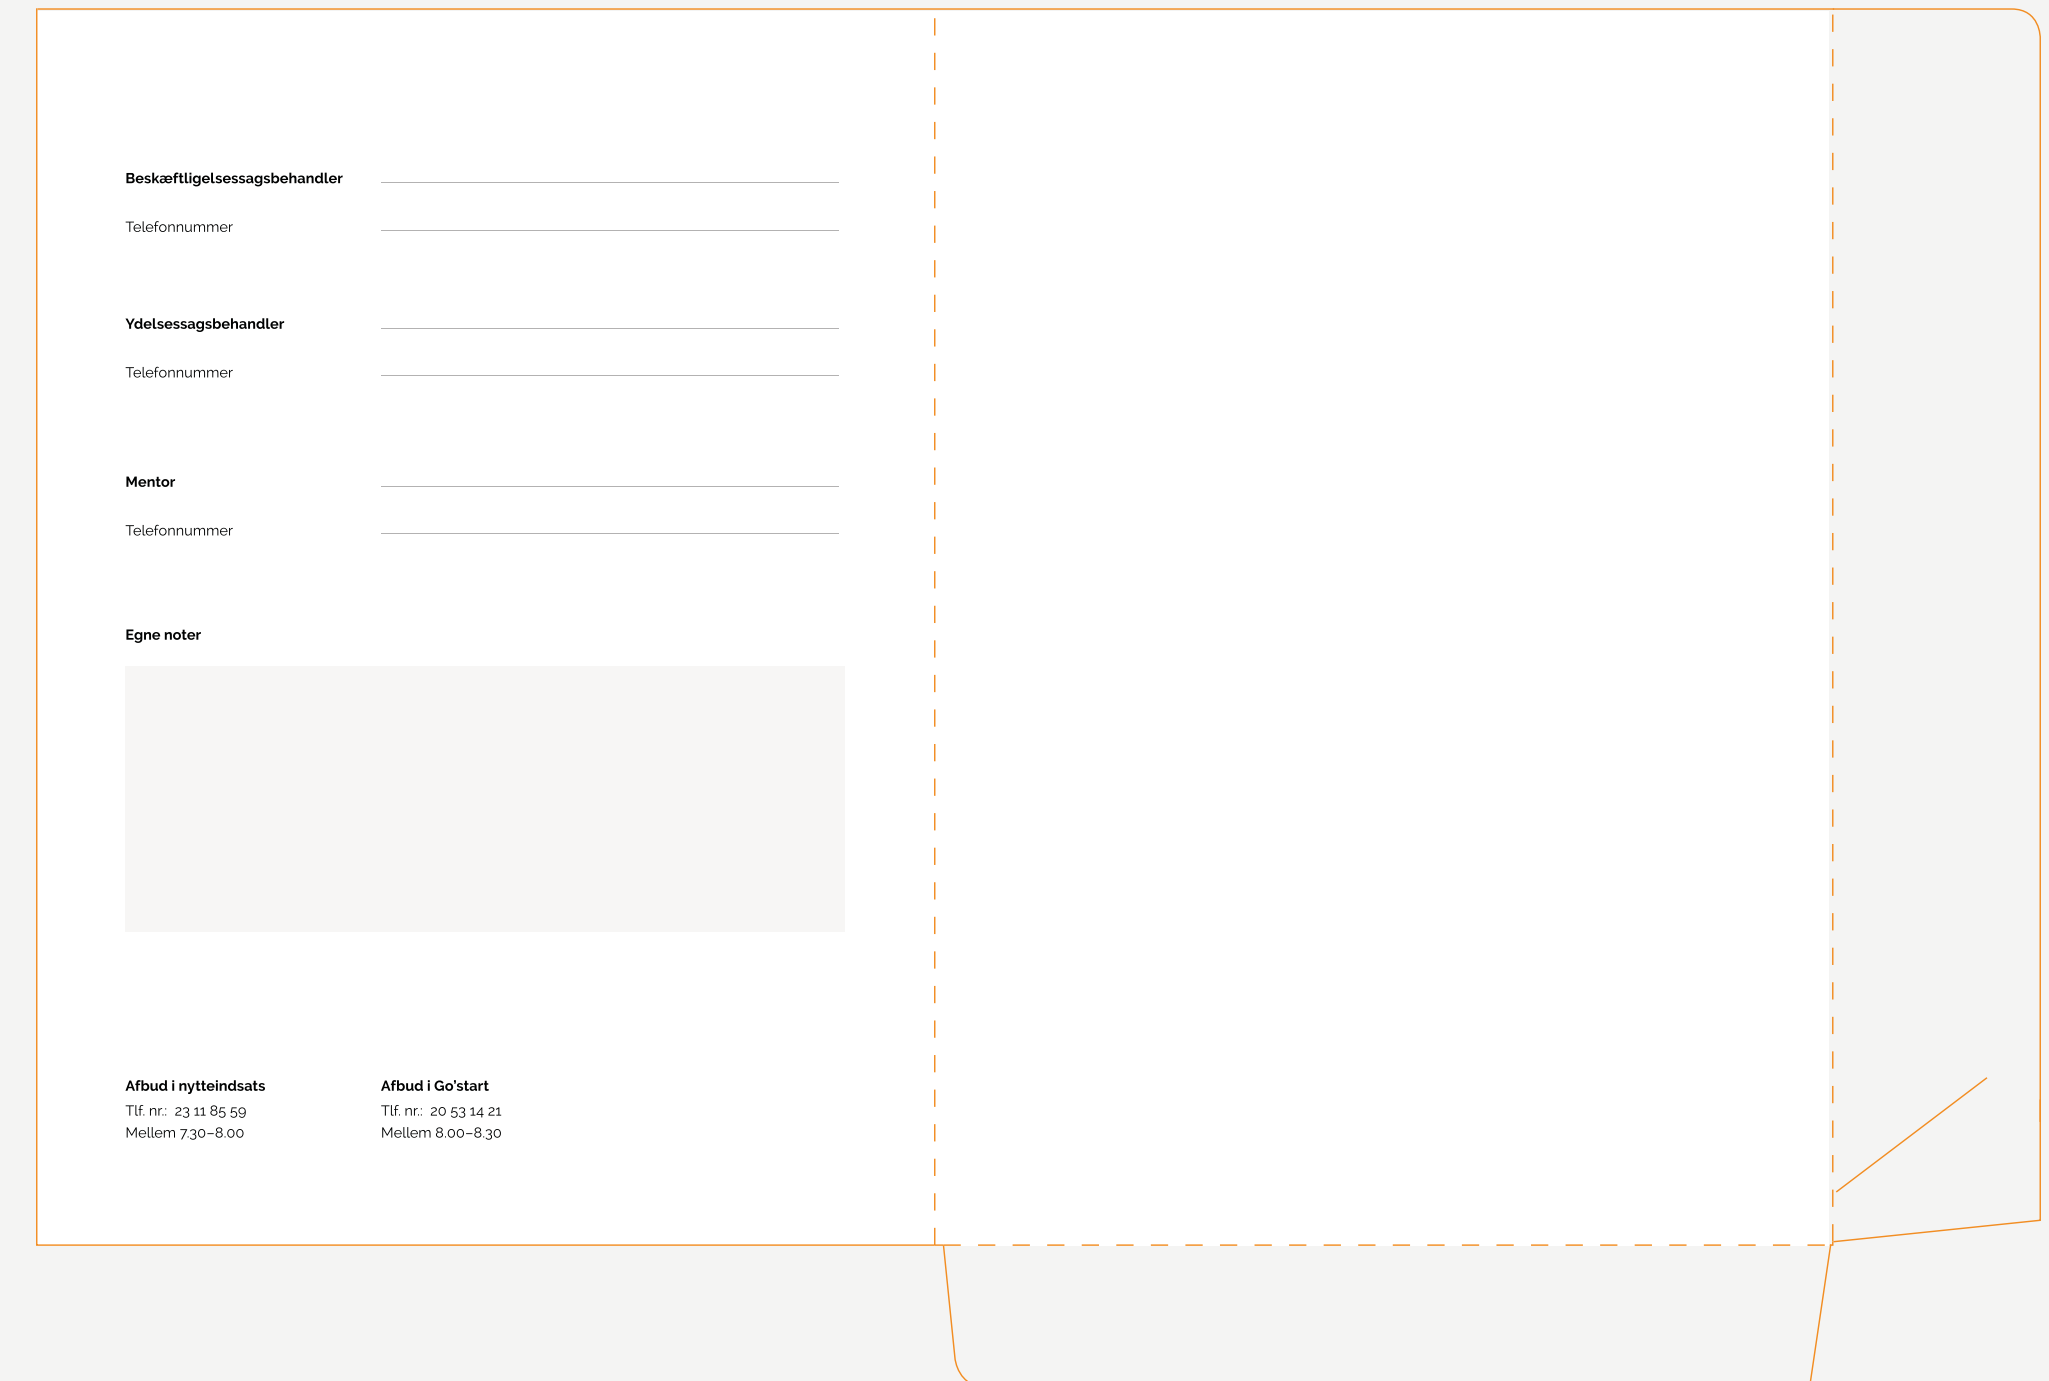 Beskæftligelsessagsbehandler
Telefonnummer
Ydelsessagsbehandler
Telefonnummer
Mentor
Telefonnummer
Egne noter
Afbud i nytteindsats
Tlf. nr.: 23 11 85 59
Mellem 7.30–8.00
Afbud i Go’start
Tlf. nr.: 20 53 14 21
Mellem 8.00–8.30